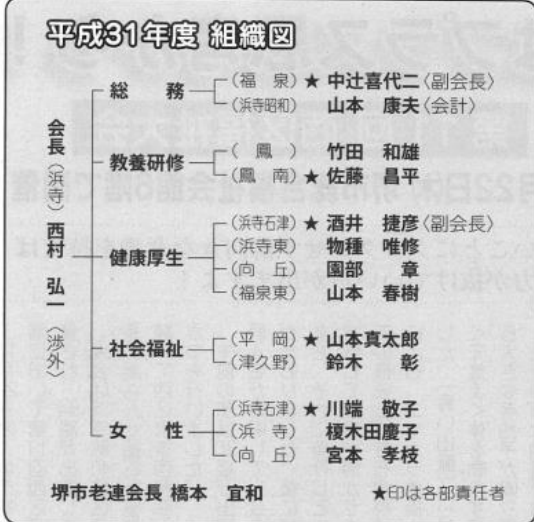 平成31年度 組織図
会長(浜寺)西村 弘一〈渉外〉
総務
(福泉)★中辻喜代二〈副会長〉
(浜寺昭和)山本 康夫〈会計〉
教養研修
(鳳)竹田 和雄
(鳳南)★佐藤 昌平
健康厚生
(浜寺石津)★酒井 捷彦〈副会長〉
(浜寺東)物種 唯修
(向丘)園部 章
(福泉東)山本 春樹
社会福祉
(平岡)★山本真太郎
(津久野)鈴木 彰
女性
(浜寺石津)★川端 敬子
(浜寺)榎木田慶子
(向丘)宮本 孝枝
堺市老連会長 橋本 宜和
★印は各部責任者